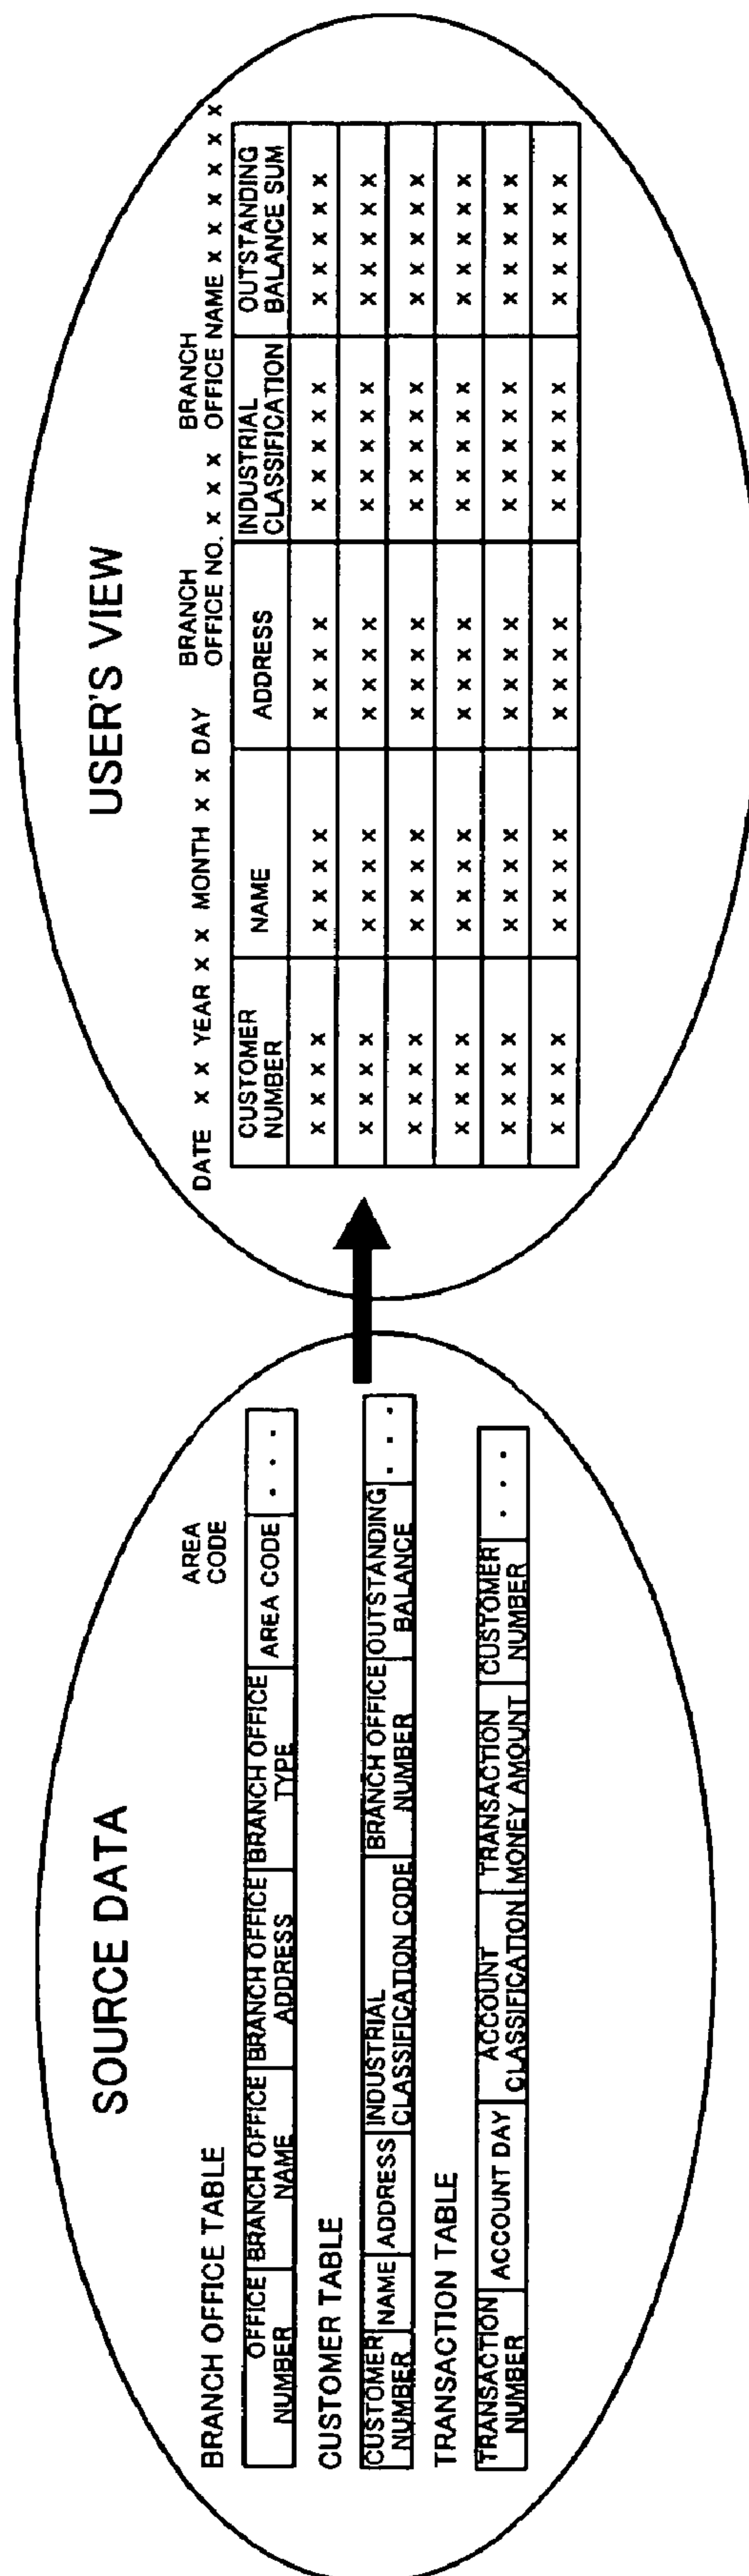 SOURCE DATA
BRANCH OFFICE TABLE
AREA
CODE
OFFICE
NUMBER
BRANCH OFFICE
NAME
BRANCH OFFICE
ADDRESS
BRANCH OFFICE
TYPE
AREA CODE
. . .
CUSTOMER TABLE
CUSTOMER
NUMBER
NAME
ADDRESS
INDUSTRIAL
CLASSIFICATION CODE
BRANCH OFFICE
NUMBER
OUTSTANDING
BALANCE
. . .
TRANSACTION TABLE
TRANSACTION
NUMBER
ACCOUNT DAY
ACCOUNT
CLASSIFICATION
TRANSACTION
MONEY AMOUNT
CUSTOMER
NUMBER
. . .
USER'S VIEW
DATE x x YEAR x x MONTH x x DAY
BRANCH
OFFICE NO. x x x
BRANCH
OFFICE NAME x x x x x x
CUSTOMER
NUMBER
NAME
ADDRESS
INDUSTRIAL
CLASSIFICATION
OUTSTANDING
BALANCE SUM
x x x x x x x x x x x x x x x x x x x x x x
x x x x x x x x x x x x x x x x x x x x x x
x x x x x x x x x x x x x x x x x x x x x x
x x x x x x x x x x x x x x x x x x x x x x
x x x x x x x x x x x x x x x x x x x x x x
x x x x x x x x x x x x x x x x x x x x x x